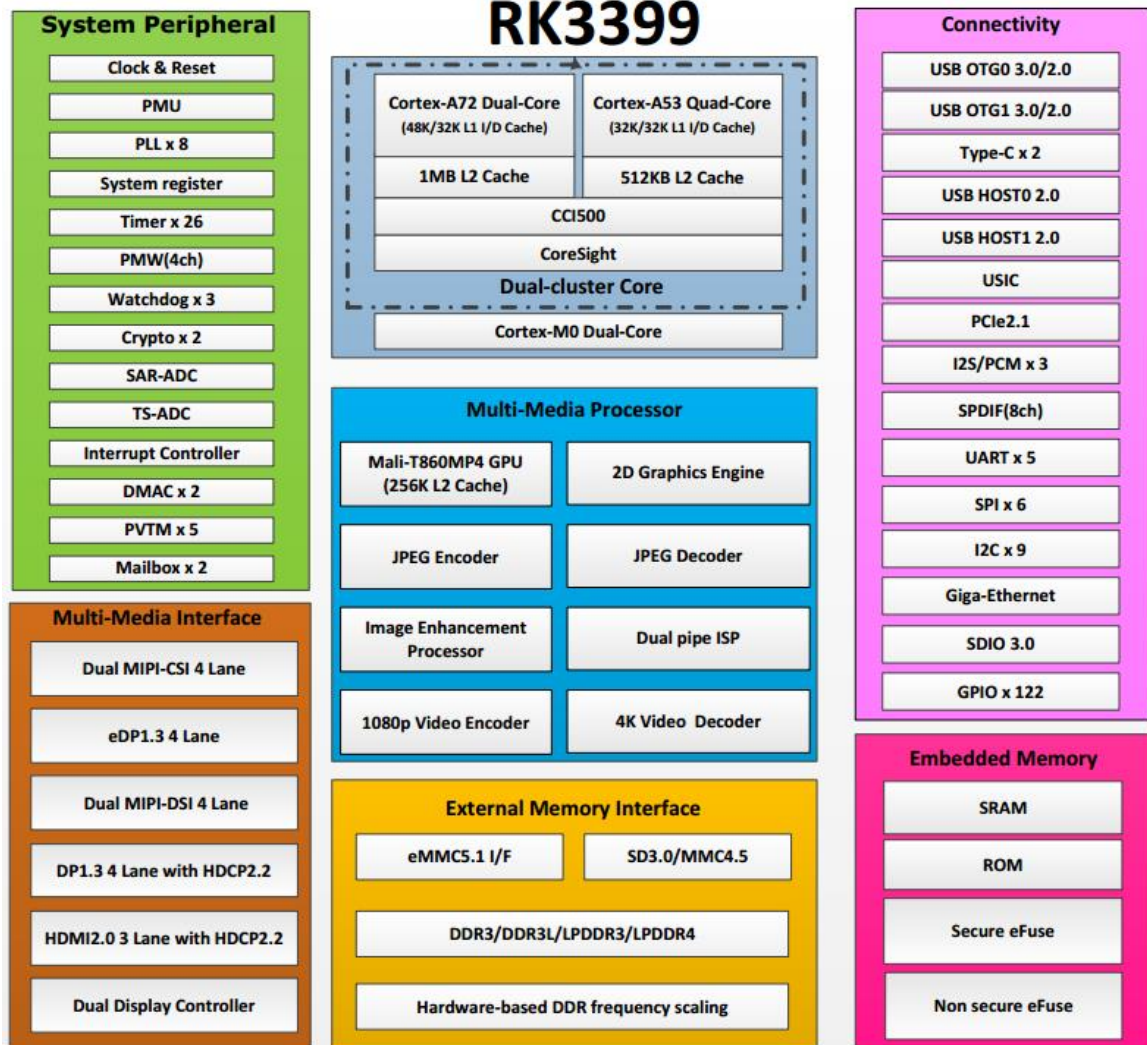 RK3399
System Peripheral
Clock & Reset
PMU
PLL x 8
System register
Timer x 26
PMW(4ch)
Watchdog x 3
Crypto x 2
SAR-ADC
TS-ADC
Interrupt Controller
DMAC x 2
PVTM x 5
Mailbox x 2
Multi-Media Interface
Dual MIPI-CSI 4 Lane
eDP1.3 4 Lane
Dual MIPI-DSI 4 Lane
DP1.3 4 Lane with HDCP2.2
HDMI2.0 3 Lane with HDCP2.2
Dual Display Controller
Cortex-A72 Dual-Core
(48K/32K L1 I/D Cache)
Cortex-A53 Quad-Core
(32K/32K L1 I/D Cache)
1MB L2 Cache
512KB L2 Cache
CCI500
CoreSight
Dual-cluster Core
Cortex-M0 Dual-Core
Multi-Media Processor
Mali-T860MP4 GPU
(256K L2 Cache)
2D Graphics Engine
JPEG Encoder
JPEG Decoder
Image Enhancement
Processor
Dual pipe ISP
1080p Video Encoder
4K Video Decoder
External Memory Interface
eMMC5.1 I/F
SD3.0/MMC4.5
DDR3/DDR3L/LPDDR3/LPDDR4
Hardware-based DDR frequency scaling
Connectivity
USB OTG0 3.0/2.0
USB OTG1 3.0/2.0
Type-C x 2
USB HOST0 2.0
USB HOST1 2.0
USIC
PCIe2.1
I2S/PCM x 3
SPDIF(8ch)
UART x 5
SPI x 6
I2C x 9
Giga-Ethernet
SDIO 3.0
GPIO x 122
Embedded Memory
SRAM
ROM
Secure eFuse
Non secure eFuse